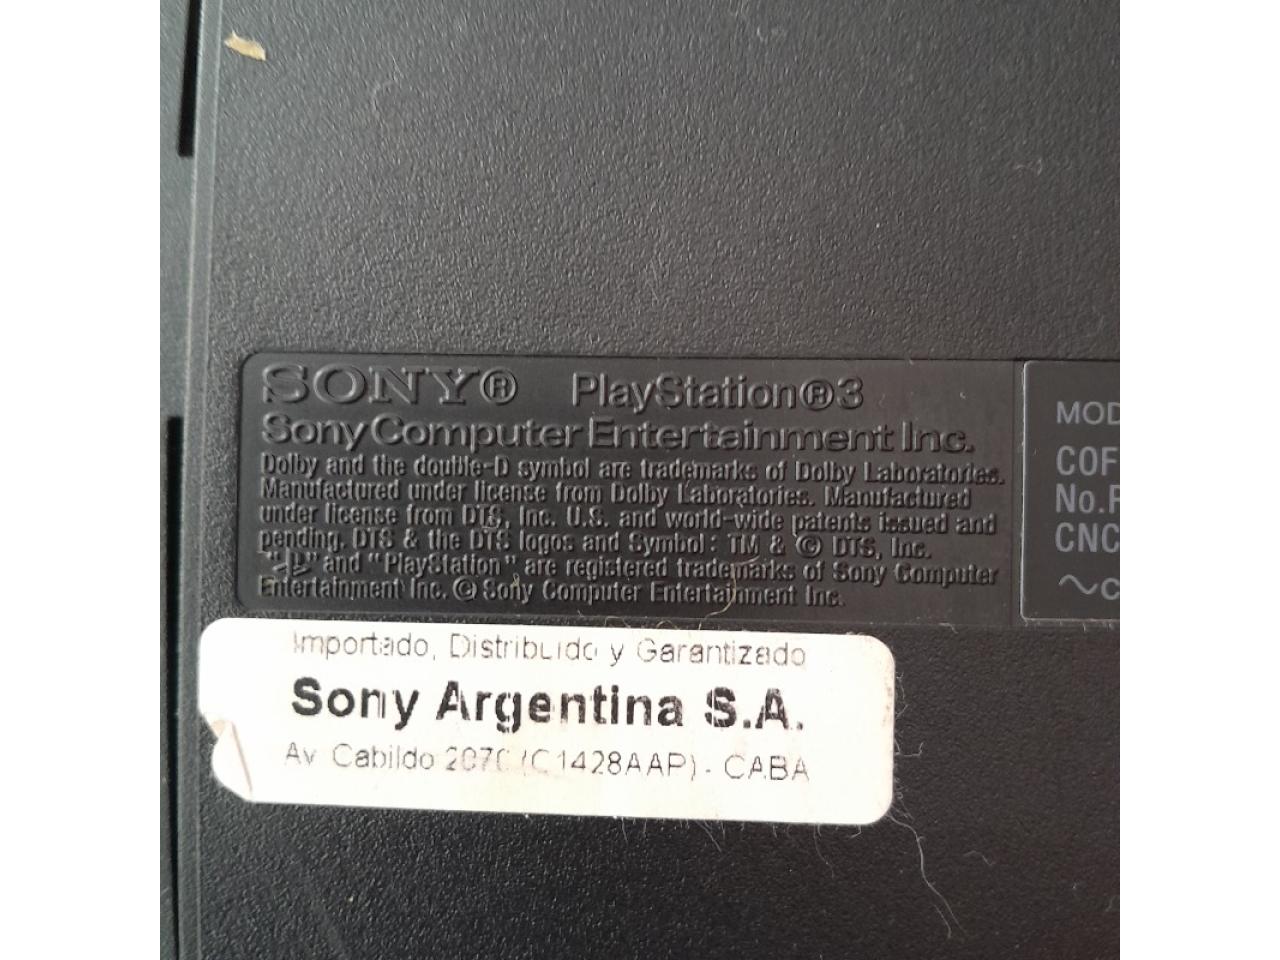 SONY® PlayStation®3
Sony Computer Entertainment Inc.
Dolby and the double-D symbol are trademarks of Dolby Laboratories.
Manufactured under license from Dolby Laboratories. Manufactured
under license from DTS, Inc. U.S. and world-wide patents issued and
pending. DTS & the DTS logos and Symbol: TM & © DTS, Inc.
" " and "PlayStation" are registered trademarks of Sony Computer
Entertainment Inc. © Sony Computer Entertainment Inc.
MOD
COF
No.F
CNC
Importado, Distribuido y Garantizado
Sony Argentina S.A.
Av Cabildo 2070 (C1428AAP) - CABA